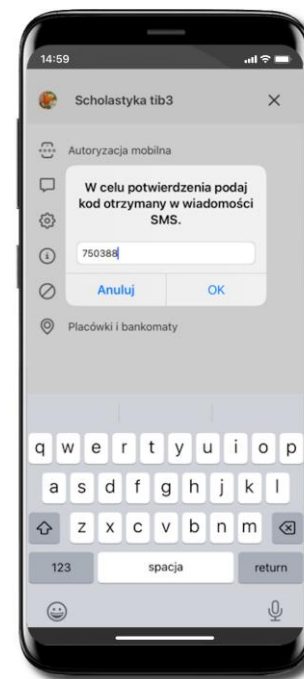 14:59
Scholastyka tib3
Autoryzacja mobilna
W celu potwierdzenia podaj
kod otrzymany w wiadomości
SMS.
750388
Anuluj OK
Placówki i bankomaty
q w e r t y u i o p
a s d f g h j k l
z x c v b n m
123 spacja return